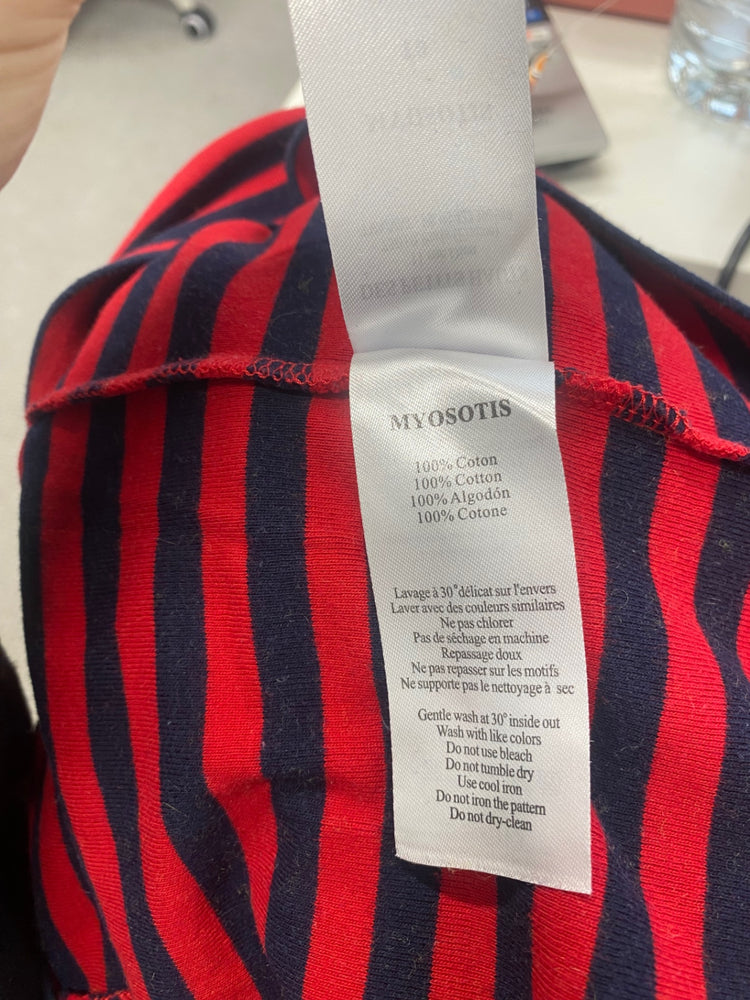 MYOSOTIS
100% Coton
100% Cotton
100% Algodón
100% Cotone
Lavage à 30° délicat sur l'envers
Laver avec des couleurs similaires
Ne pas chlorer
Pas de séchage en machine
Repassage doux
Ne pas repasser sur les motifs
Ne supporte pas le nettoyage à sec
Gentle wash at 30° inside out
Wash with like colors
Do not use bleach
Do not tumble dry
Use cool iron
Do not iron the pattern
Do not dry-clean